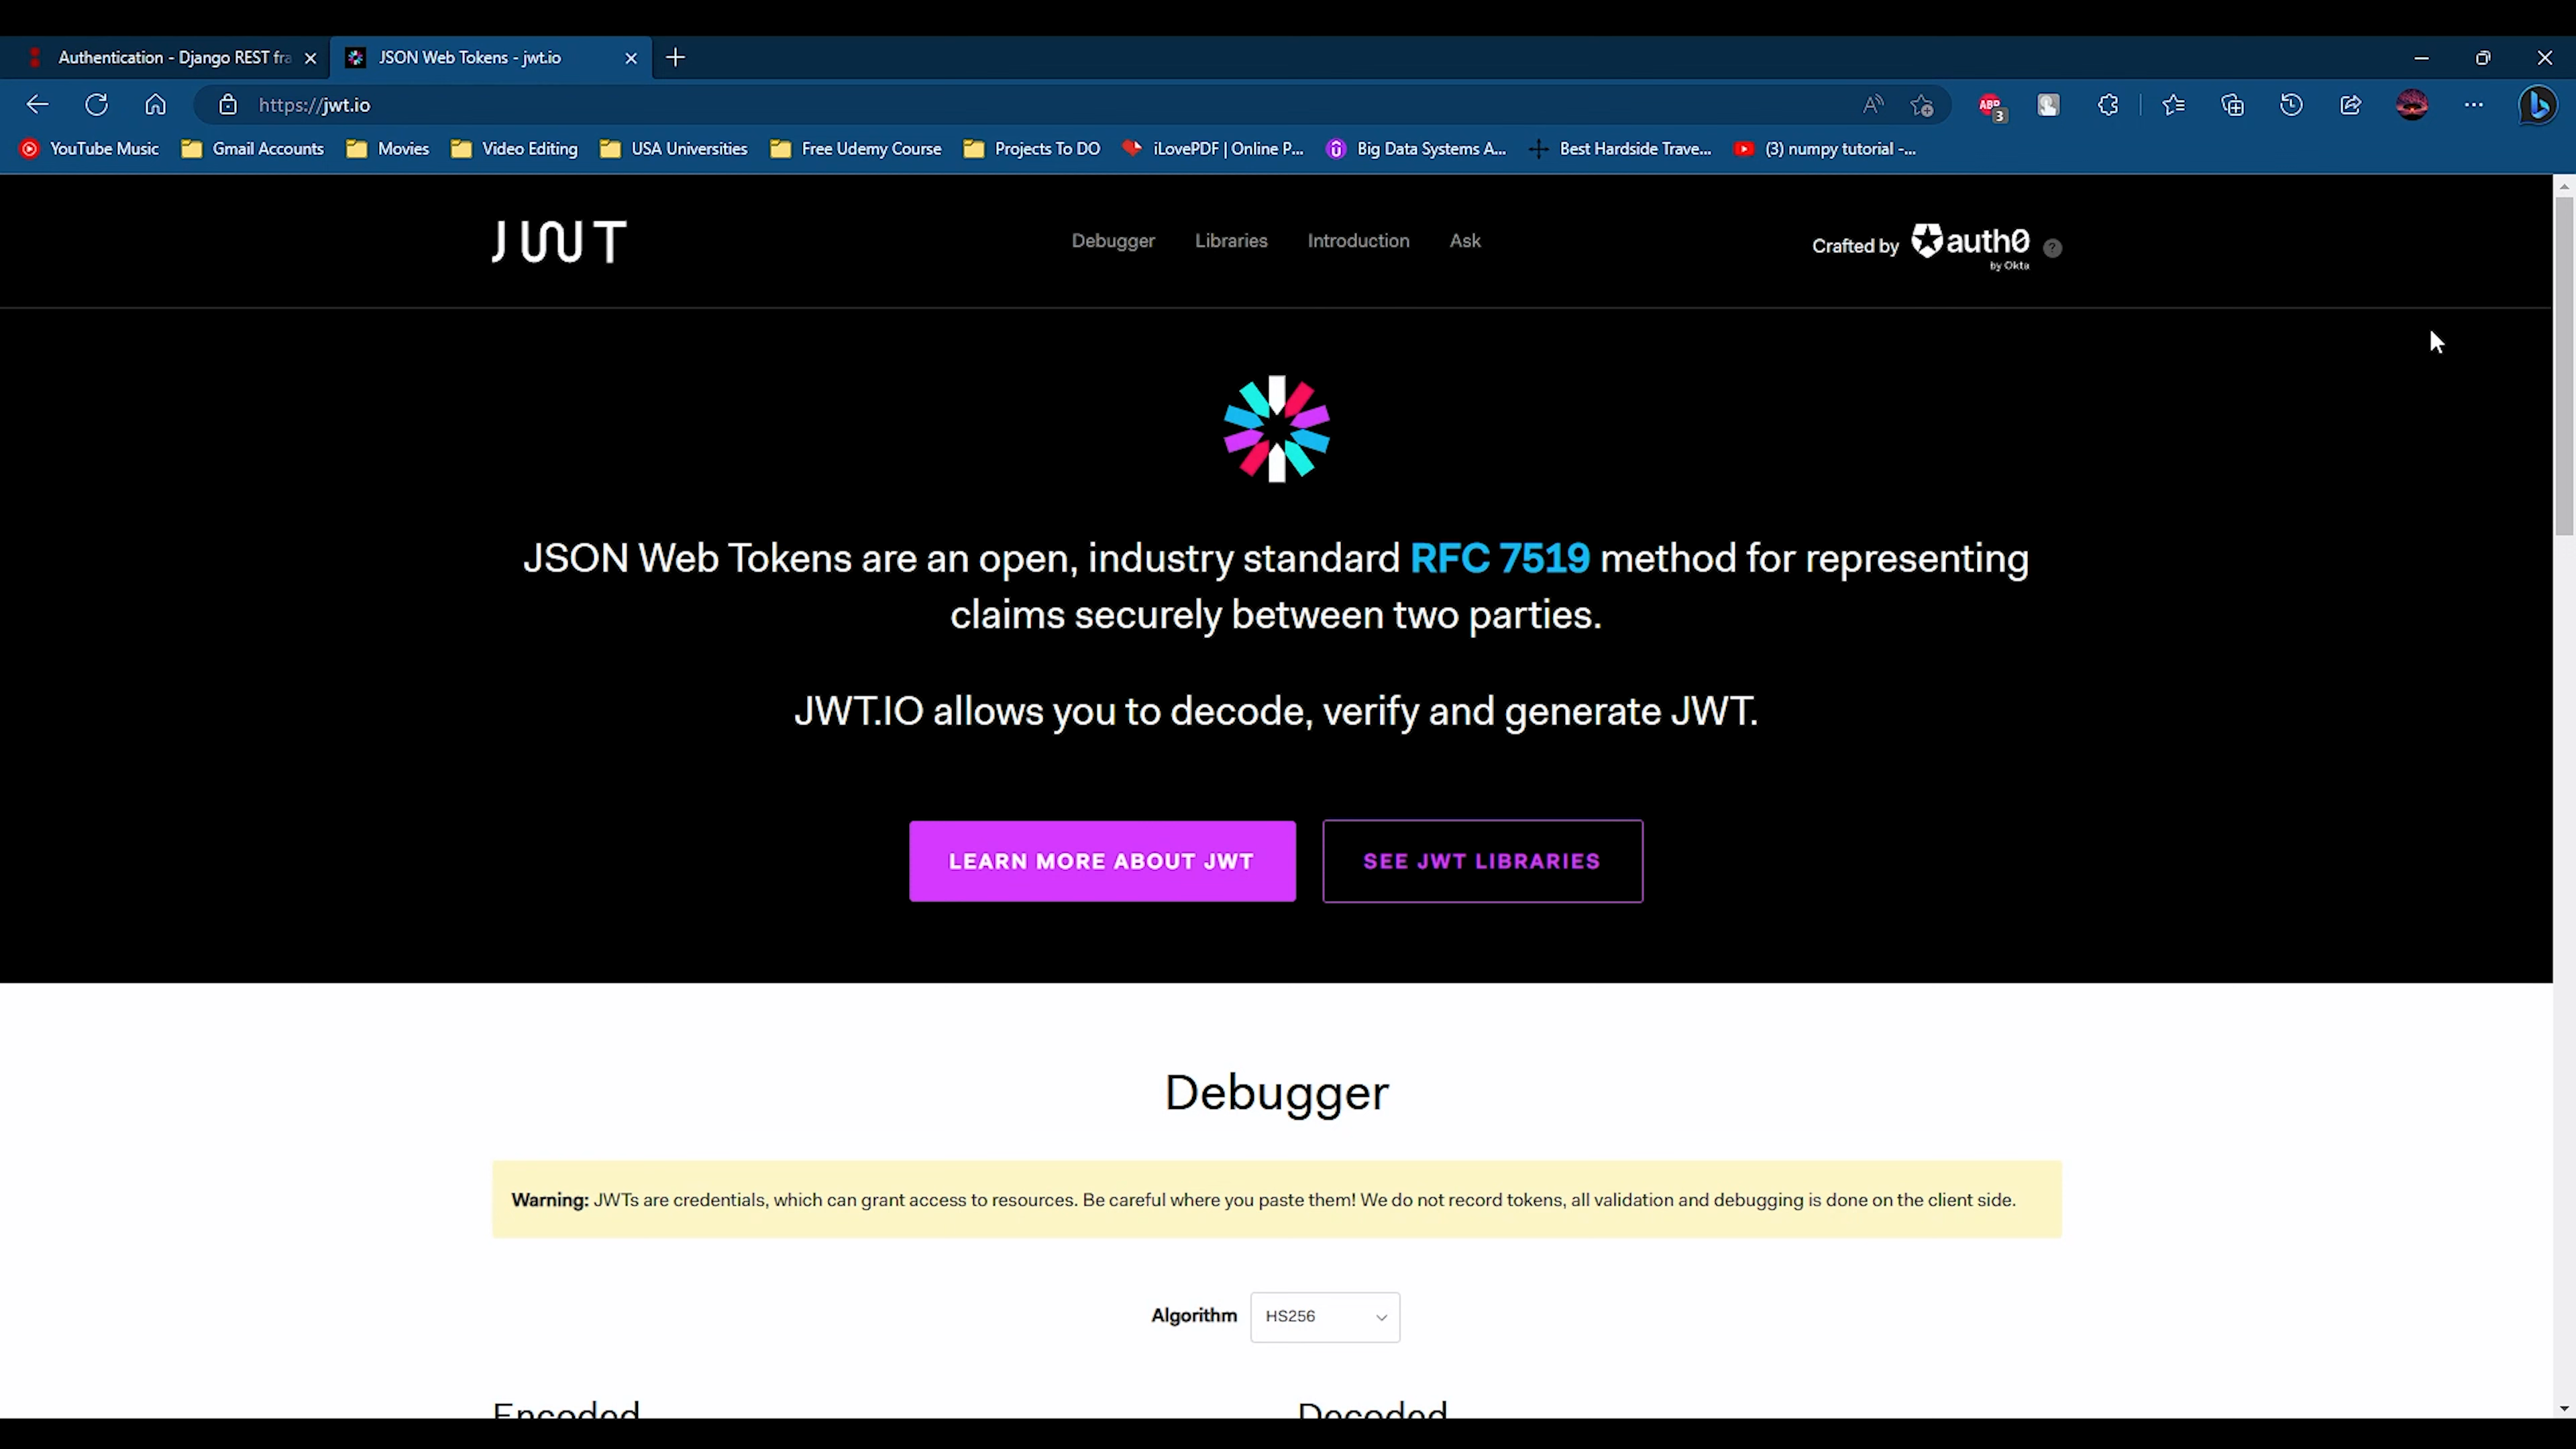 Authentication - Django REST fra
JSON Web Tokens - jwt.io
https://jwt.io
ABP
3
YouTube Music
Gmail Accounts
Movies
Video Editing
USA Universities
Free Udemy Course
Projects To DO
iLovePDF | Online P...
Big Data Systems A...
Best Hardside Trave...
(3) numpy tutorial -...
JWT
Debugger
Libraries
Introduction
Ask
Crafted by
auth0
by Okta
?
JSON Web Tokens are an open, industry standard RFC 7519 method for representing
claims securely between two parties.
JWT.IO allows you to decode, verify and generate JWT.
LEARN MORE ABOUT JWT
SEE JWT LIBRARIES
Debugger
Warning: JWTs are credentials, which can grant access to resources. Be careful where you paste them! We do not record tokens, all validation and debugging is done on the client side.
Algorithm
HS256
Encoded
Decoded